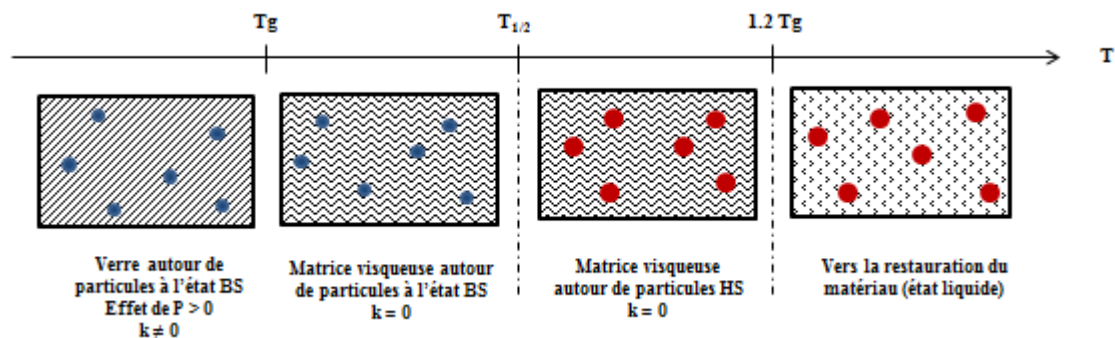 Tg
T1/2
1.2 Tg
T
Verre autour de
particules à l'état BS
Effet de P > 0
k ≠ 0
Matrice visqueuse autour
de particules à l'état BS
k = 0
Matrice visqueuse
autour de particules HS
k = 0
Vers la restauration du
matériau (état liquide)